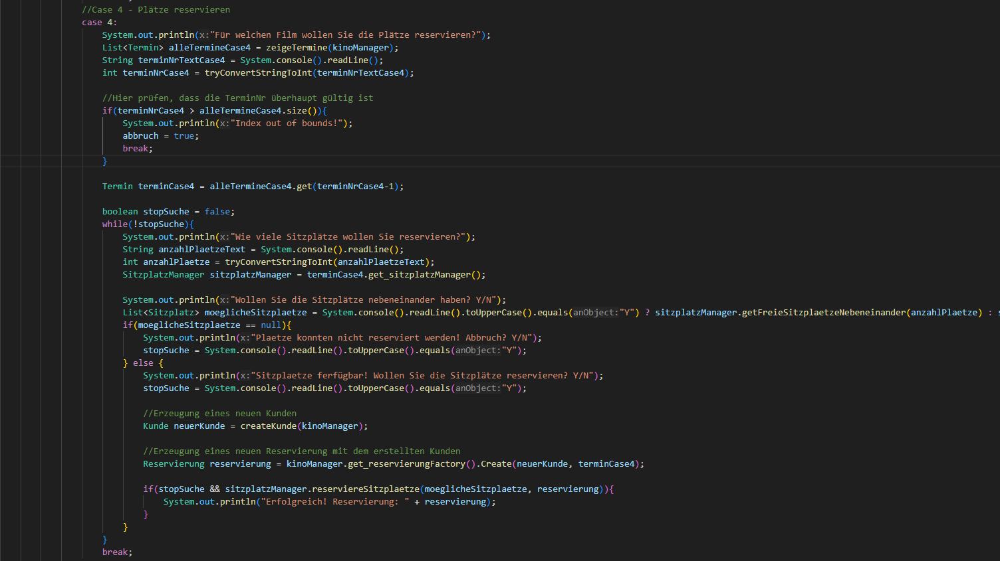 //Case 4 - Plätze reservieren
case 4:
System.out.println(x:"Für welchen Film wollen Sie die Plätze reservieren?");
List<Termin> alleTermineCase4 = zeigeTermine(kinoManager);
String terminNrTextCase4 = System.console().readLine();
int terminNrCase4 = tryConvertStringToInt(terminNrTextCase4);
//Hier prüfen, dass die TerminNr überhaupt gültig ist
if(terminNrCase4 > alleTermineCase4.size()){
System.out.println(x:"Index out of bounds!");
abbruch = true;
break;
}
Termin terminCase4 = alleTermineCase4.get(terminNrCase4-1);
boolean stopSuche = false;
while(!stopSuche){
System.out.println(x:"Wie viele Sitzplätze wollen Sie reservieren?");
String anzahlPlaetzeText = System.console().readLine();
int anzahlPlaetze = tryConvertStringToInt(anzahlPlaetzeText);
SitzplatzManager sitzplatzManager = terminCase4.get_sitzplatzManager();
System.out.println(x:"Wollen Sie die Sitzplätze nebeneinander haben? Y/N");
List<Sitzplatz> moeglicheSitzplaetze = System.console().readLine().toUpperCase().equals(anObject:"Y") ? sitzplatzManager.getFreieSitzplaetzeNebeneinander(anzahlPlaetze) : s
if(moeglicheSitzplaetze == null){
System.out.println(x:"Plaetze konnten nicht reserviert werden! Abbruch? Y/N");
stopSuche = System.console().readLine().toUpperCase().equals(anObject:"Y");
} else {
System.out.println(x:"Sitzplaetze ferfügbar! Wollen Sie die Sitzplätze reservieren? Y/N");
stopSuche = System.console().readLine().toUpperCase().equals(anObject:"Y");
//Erzeugung eines neuen Kunden
Kunde neuerKunde = createKunde(kinoManager);
//Erzeugung eines neuen Reservierung mit dem erstellten Kunden
Reservierung reservierung = kinoManager.get_reservierungFactory().Create(neuerKunde, terminCase4);
if(stopSuche && sitzplatzManager.reserviereSitzplaetze(moeglicheSitzplaetze, reservierung)){
System.out.println("Erfolgreich! Reservierung: " + reservierung);
}
}
}
break;